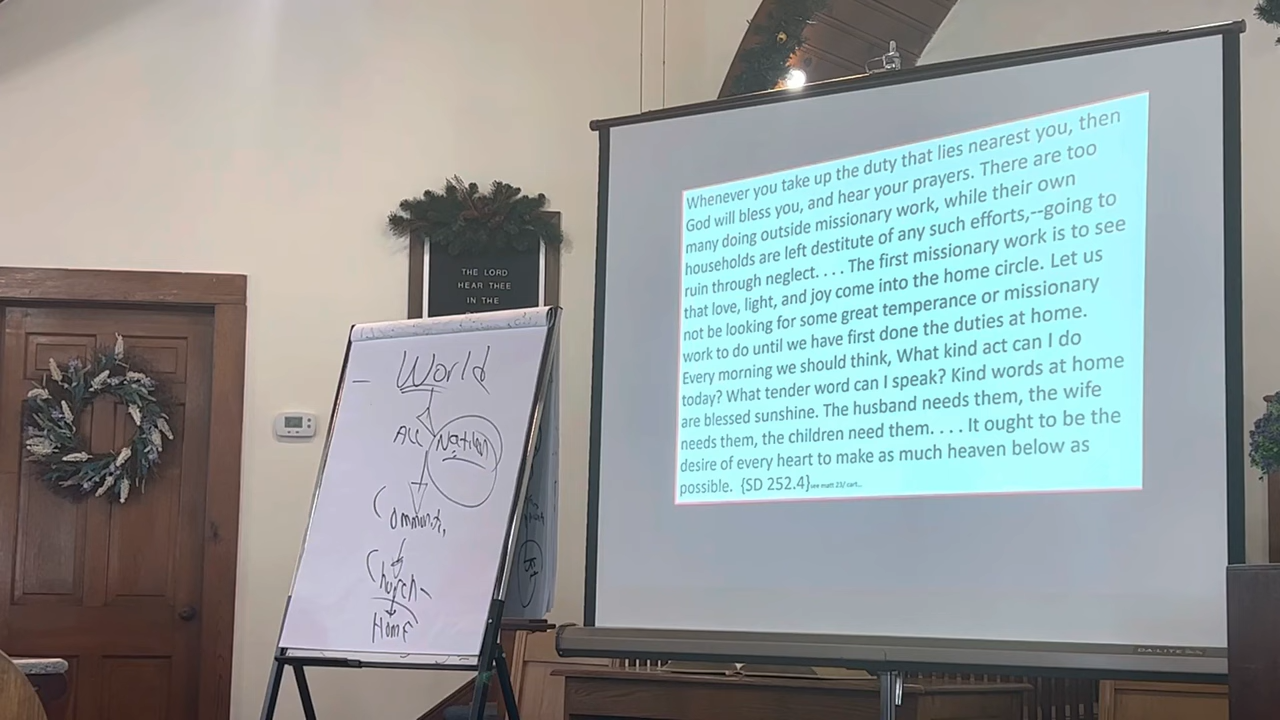 THE LORD
HEAR THEE
IN THE
World
All Nation
Community
Church
Home
Whenever you take up the duty that lies nearest you, then
God will bless you, and hear your prayers. There are too
many doing outside missionary work, while their own
households are left destitute of any such efforts,--going to
ruin through neglect. . . . The first missionary work is to see
that love, light, and joy come into the home circle. Let us
not be looking for some great temperance or missionary
work to do until we have first done the duties at home.
Every morning we should think, What kind act can I do
today? What tender word can I speak? Kind words at home
are blessed sunshine. The husband needs them, the wife
needs them, the children need them. . . . It ought to be the
desire of every heart to make as much heaven below as
possible. {SD 252.4}see matt 23/ cart...
DA-LITE